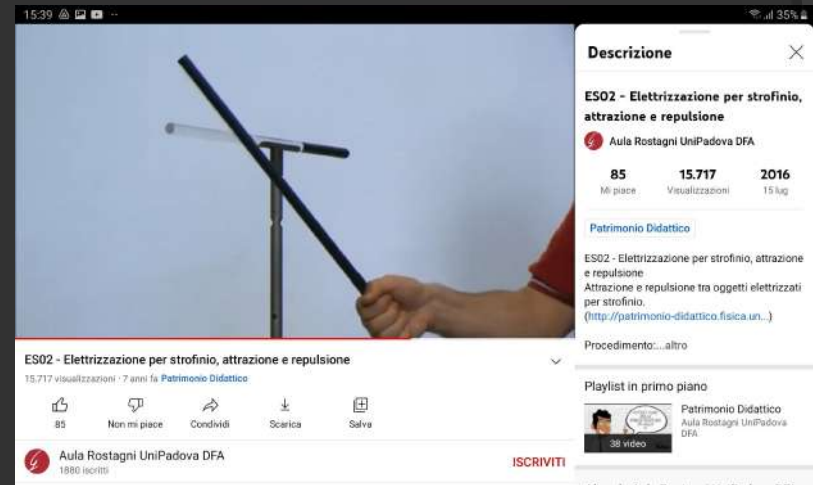 15:39
35%
Descrizione
ES02 - Elettrizzazione per strofinio,
attrazione e repulsione
Aula Rostagni UniPadova DFA
85 15.717 2016
Mi piace Visualizzazioni 15 lug
Patrimonio Didattico
ES02 - Elettrizzazione per strofinio, attrazione
e repulsione
Attrazione e repulsione tra oggetti elettrizzati
per strofinio.
(http://patrimonio-didattico.fisica.un...)
Procedimento:...altro
Playlist in primo piano
38 video
Patrimonio Didattico
Aula Rostagni UniPadova
DFA
ES02 - Elettrizzazione per strofinio, attrazione e repulsione
15.717 visualizzazioni · 7 anni fa Patrimonio Didattico
85 Non mi piace Condividi Scarica Salva
Aula Rostagni UniPadova DFA
1880 iscritti
ISCRIVITI